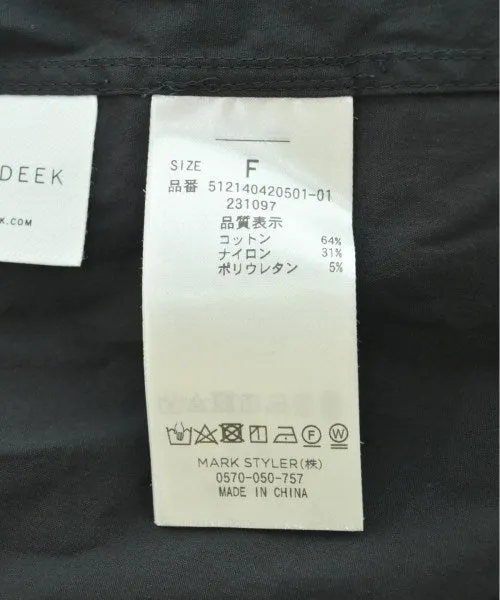 DEEK
K.COM
SIZE F
品番 512140420501-01
231097
品質表示
コットン 64%
ナイロン 31%
ポリウレタン 5%
F W
MARK STYLER(株)
0570-050-757
MADE IN CHINA